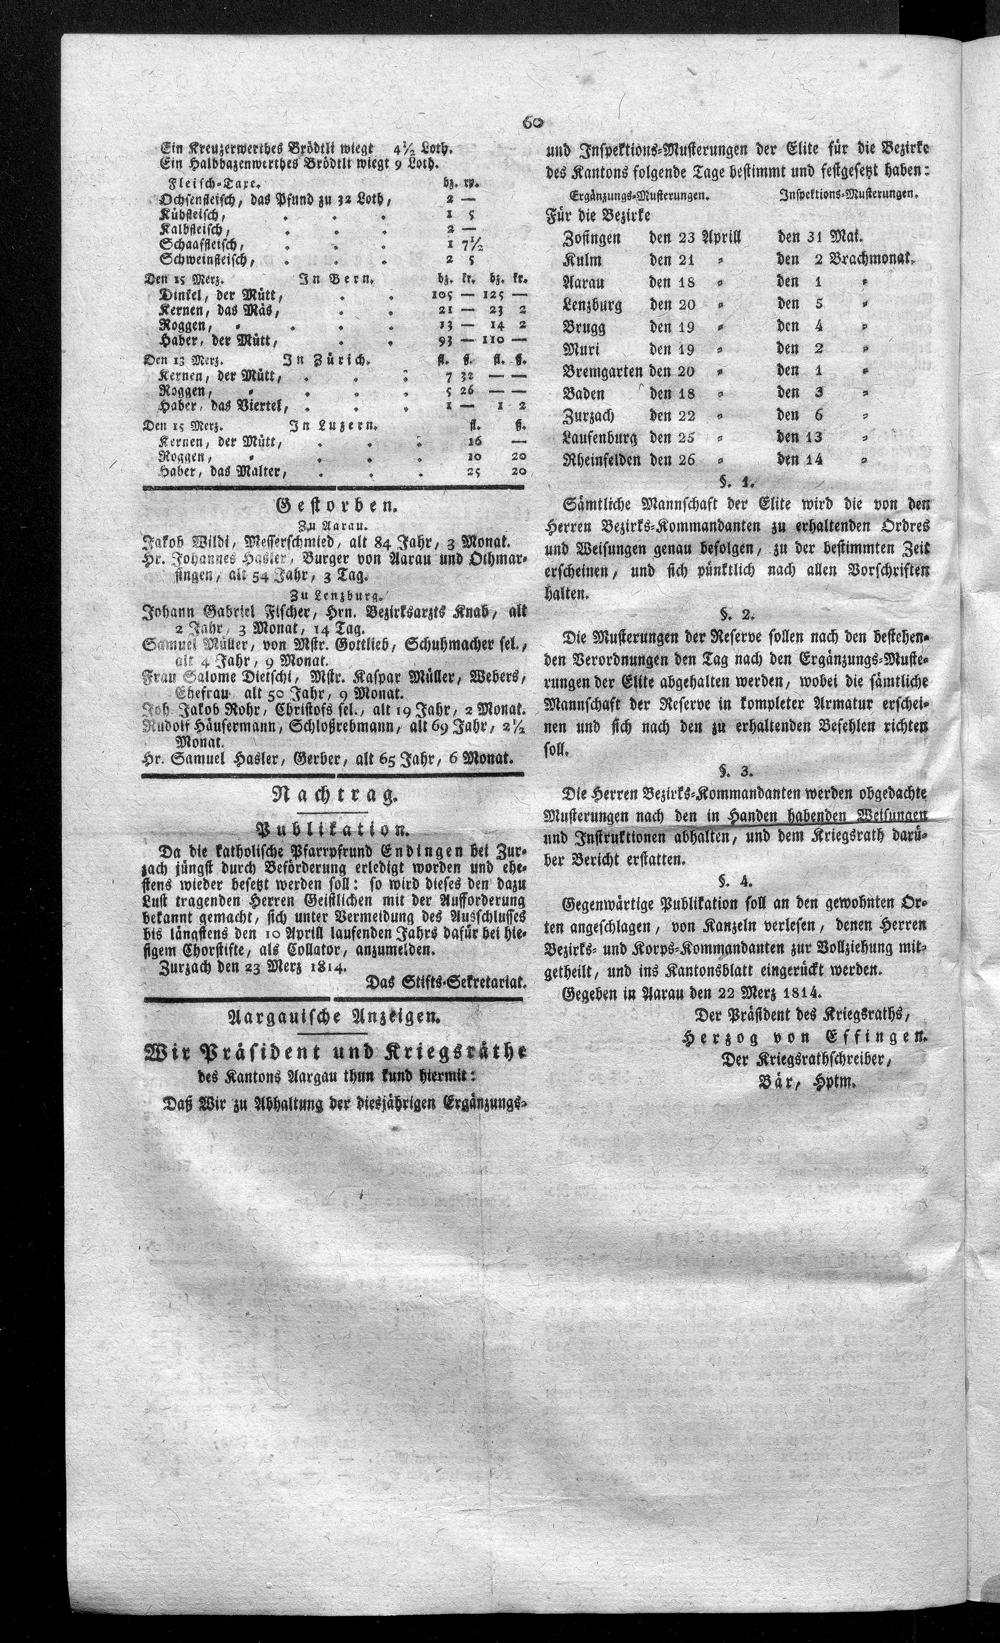 60
Ein Kreuzerwerthes Brödtli wiegt 4½ Loth.
Ein Halbbazenwerthes Brödtli wiegt 9 Loth.
Fleisch-Taxe. bz. rp.
Ochsenfleisch, das Pfund zu 32 Loth, 2 —
Kühfleisch, . . . 1 5
Kalbfleisch, . . . 2 —
Schaaffleisch, . . . 1 7½
Schweinfleisch, . . . 2 5
Den 15 Merz. In Bern. bz. kr. bz. kr.
Dinkel, der Mütt, . . 105 — 125 —
Kernen, das Mäs, . . 21 — 23 2
Roggen, „ . . . 13 — 14 2
Haber, der Mütt, . . 93 — 110 —
Den 13 Merz. In Zürich. fl. ß. fl. ß.
Kernen, der Mütt, . . . 7 32 — —
Roggen, „ . . . 5 26 — —
Haber, das Viertel, . . . 1 — 1 2
Den 15 Merz. In Luzern. fl. ß.
Kernen, der Mütt, . . . 16 —
Roggen, „ . . . 10 20
Haber, das Malter, . . . 25 20
Gestorben.
Zu Aarau.
Jakob Wildi, Messerschmied, alt 84 Jahr, 3 Monat.
Hr. Johannes Hasler, Burger von Aarau und Othmar-
singen, alt 54 Jahr, 3 Tag.
Zu Lenzburg.
Johann Gabriel Fischer, Hrn. Bezirksarzts Knab, alt
2 Jahr, 3 Monat, 14 Tag.
Samuel Müller, von Mstr. Gottlieb, Schuhmacher sel.,
alt 4 Jahr, 9 Monat.
Frau Salome Dietschi, Mstr. Kaspar Müller, Webers,
Ehefrau alt 50 Jahr, 9 Monat.
Joh. Jakob Rohr, Christofs sel., alt 19 Jahr, 2 Monat.
Rudolf Häusermann, Schloßrebmann, alt 69 Jahr, 2½
Monat.
Hr. Samuel Hasler, Gerber, alt 65 Jahr, 6 Monat.
Nachtrag.
Publikation.
Da die katholische Pfarrpfrund Endingen bei Zur-
zach jüngst durch Beförderung erledigt worden und ehe-
stens wieder besetzt werden soll: so wird dieses den dazu
Lust tragenden Herren Geistlichen mit der Aufforderung
bekannt gemacht, sich unter Vermeidung des Ausschlusses
bis längstens den 10 Aprill laufenden Jahrs dafür bei hie-
sigem Chorstifte, als Collator, anzumelden.
Zurzach den 23 Merz 1814.
Das Stifts-Sekretariat.
Aargauische Anzeigen.
Wir Präsident und Kriegsräthe
des Kantons Aargau thun kund hiermit:
Daß Wir zu Abhaltung der diesjährigen Ergänzungs-
und Inspektions-Musterungen der Elite für die Bezirke
des Kantons folgende Tage bestimmt und festgesetzt haben:
Ergänzungs-Musterungen. Inspektions-Musterungen.
Für die Bezirke
Zofingen den 23 Aprill den 31 Mai.
Kulm den 21 „ den 2 Brachmonat.
Aarau den 18 „ den 1 „
Lenzburg den 20 „ den 5 „
Brugg den 19 „ den 4 „
Muri den 19 „ den 2 „
Bremgarten den 20 „ den 1 „
Baden den 18 „ den 3 „
Zurzach den 22 „ den 6 „
Laufenburg den 25 „ den 13 „
Rheinfelden den 26 „ den 14 „
§. 1.
Sämtliche Mannschaft der Elite wird die von den
Herren Bezirks-Kommandanten zu erhaltenden Ordres
und Weisungen genau befolgen, zu der bestimmten Zeit
erscheinen, und sich pünktlich nach allen Vorschriften
halten.
§. 2.
Die Musterungen der Reserve sollen nach den bestehen-
den Verordnungen den Tag nach den Ergänzungs-Muste-
rungen der Elite abgehalten werden, wobei die sämtliche
Mannschaft der Reserve in kompleter Armatur erschei-
nen und sich nach den zu erhaltenden Befehlen richten
soll.
§. 3.
Die Herren Bezirks-Kommandanten werden obgedachte
Musterungen nach den in Handen habenden Weisungen
und Instruktionen abhalten, und dem Kriegsrath darü-
ber Bericht erstatten.
§. 4.
Gegenwärtige Publikation soll an den gewohnten Or-
ten angeschlagen, von Kanzeln verlesen, denen Herren
Bezirks- und Korps-Kommandanten zur Vollziehung mit-
getheilt, und ins Kantonsblatt eingerückt werden.
Gegeben in Aarau den 22 Merz 1814.
Der Präsident des Kriegsraths,
Herzog von Effingen.
Der Kriegsrathschreiber,
Bär, Hptm.